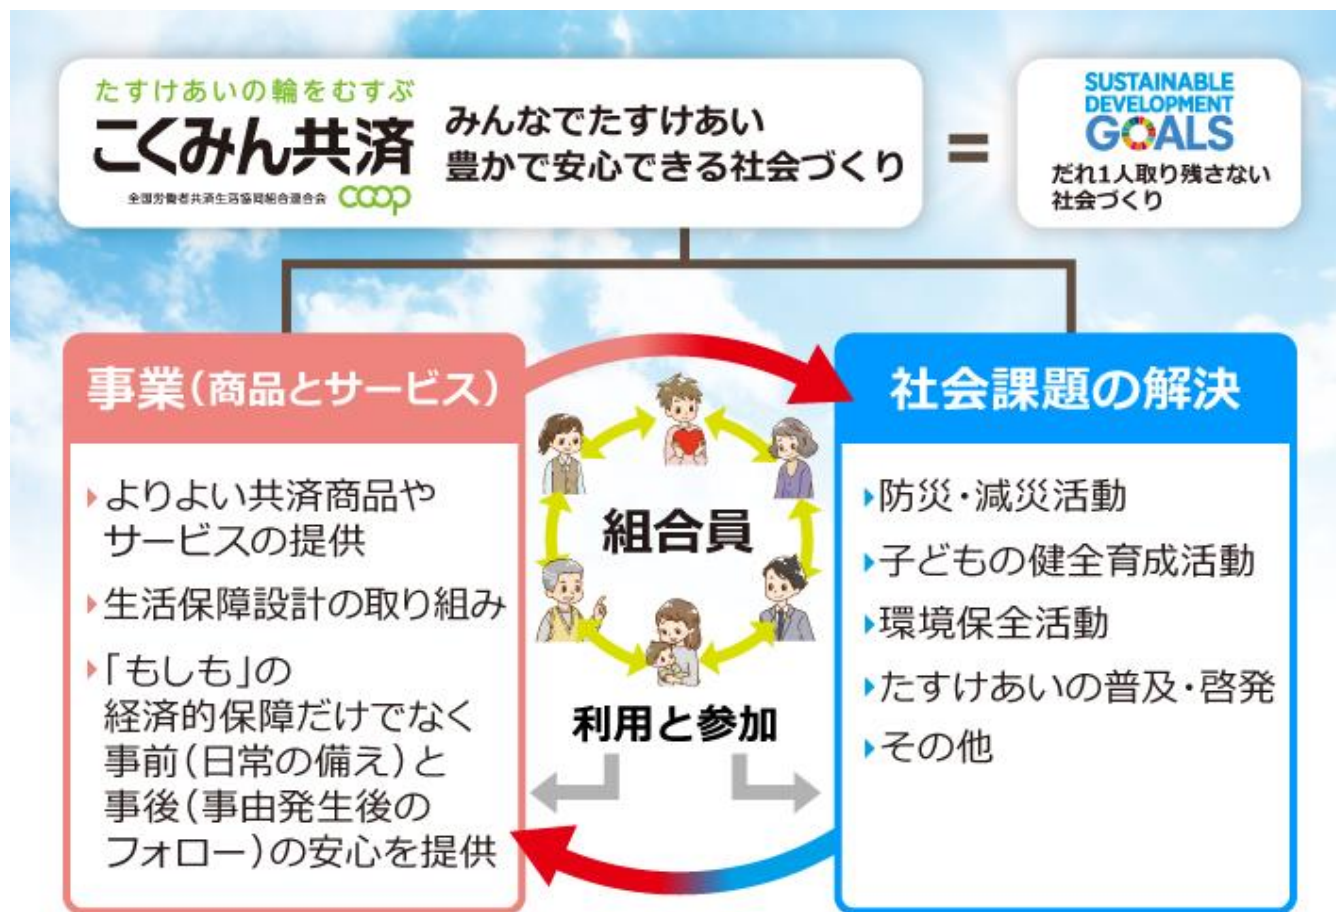 たすけあいの輪をむすぶ
こくみん共済
全国労働者共済生活協同組合連合会 coop
みんなでたすけあい
豊かで安心できる社会づくり
=
SUSTAINABLE
DEVELOPMENT
GOALS
だれ1人取り残さない
社会づくり
事業(商品とサービス)
よりよい共済商品や
サービスの提供
生活保障設計の取り組み
「もしも」の
経済的保障だけでなく
事前(日常の備え)と
事後(事由発生後の
フォロー)の安心を提供
組合員
利用と参加
社会課題の解決
防災・減災活動
子どもの健全育成活動
環境保全活動
たすけあいの普及・啓発
その他